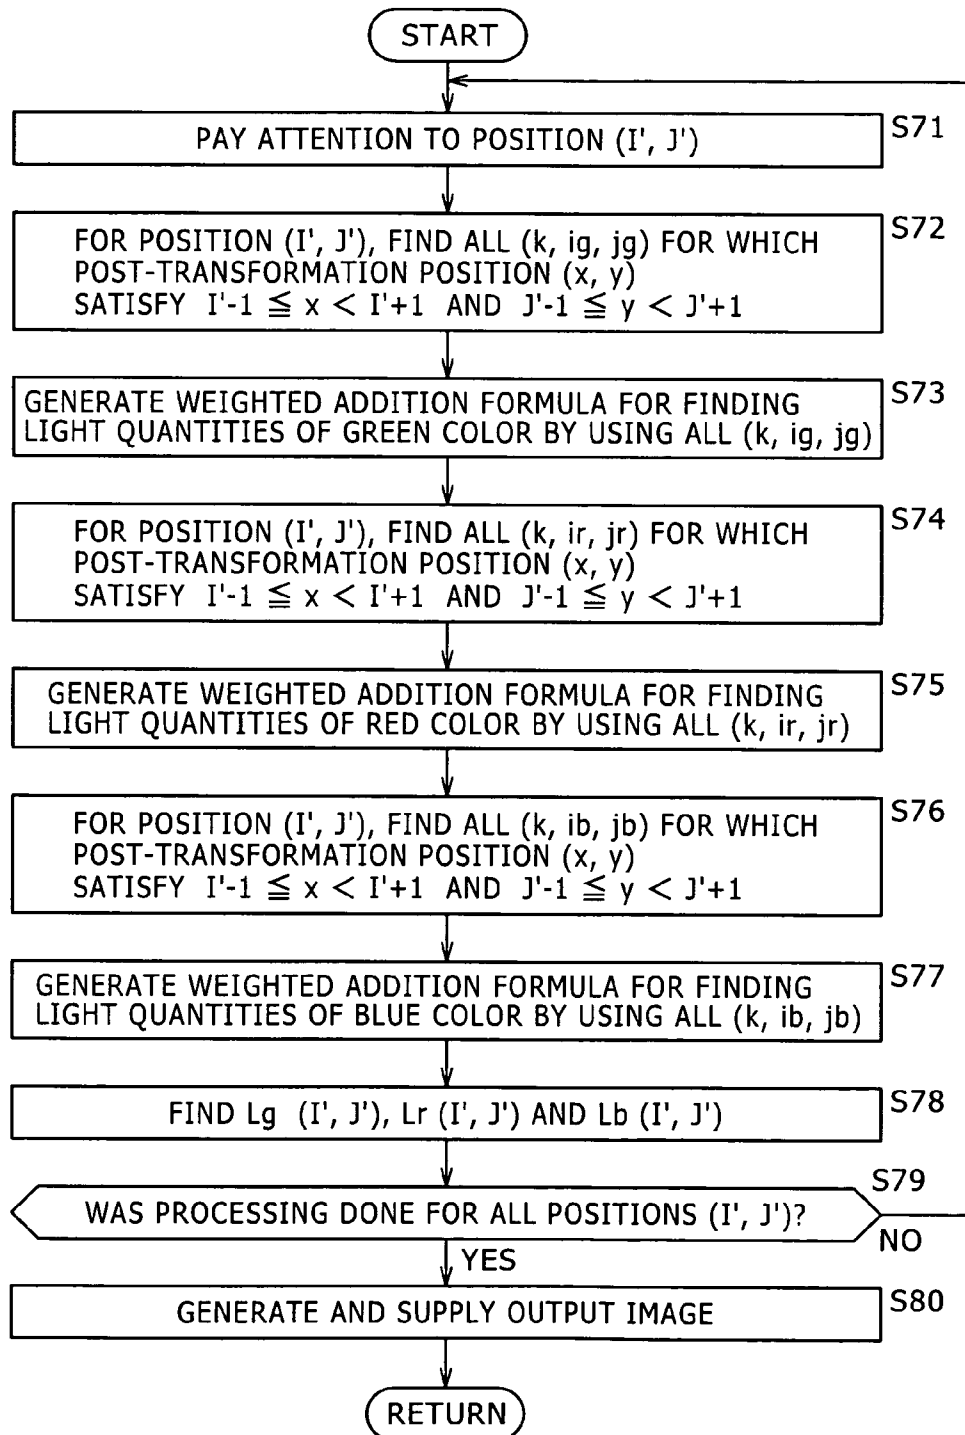 START
PAY ATTENTION TO POSITION (I', J')
S71
FOR POSITION (I', J'), FIND ALL (k, ig, jg) FOR WHICH
POST-TRANSFORMATION POSITION (x, y)
SATISFY I'-1 ≦ x < I'+1 AND J'-1 ≦ y < J'+1
S72
GENERATE WEIGHTED ADDITION FORMULA FOR FINDING
LIGHT QUANTITIES OF GREEN COLOR BY USING ALL (k, ig, jg)
S73
FOR POSITION (I', J'), FIND ALL (k, ir, jr) FOR WHICH
POST-TRANSFORMATION POSITION (x, y)
SATISFY I'-1 ≦ x < I'+1 AND J'-1 ≦ y < J'+1
S74
GENERATE WEIGHTED ADDITION FORMULA FOR FINDING
LIGHT QUANTITIES OF RED COLOR BY USING ALL (k, ir, jr)
S75
FOR POSITION (I', J'), FIND ALL (k, ib, jb) FOR WHICH
POST-TRANSFORMATION POSITION (x, y)
SATISFY I'-1 ≦ x < I'+1 AND J'-1 ≦ y < J'+1
S76
GENERATE WEIGHTED ADDITION FORMULA FOR FINDING
LIGHT QUANTITIES OF BLUE COLOR BY USING ALL (k, ib, jb)
S77
FIND Lg (I', J'), Lr (I', J') AND Lb (I', J')
S78
WAS PROCESSING DONE FOR ALL POSITIONS (I', J')?
S79
NO
YES
GENERATE AND SUPPLY OUTPUT IMAGE
S80
RETURN